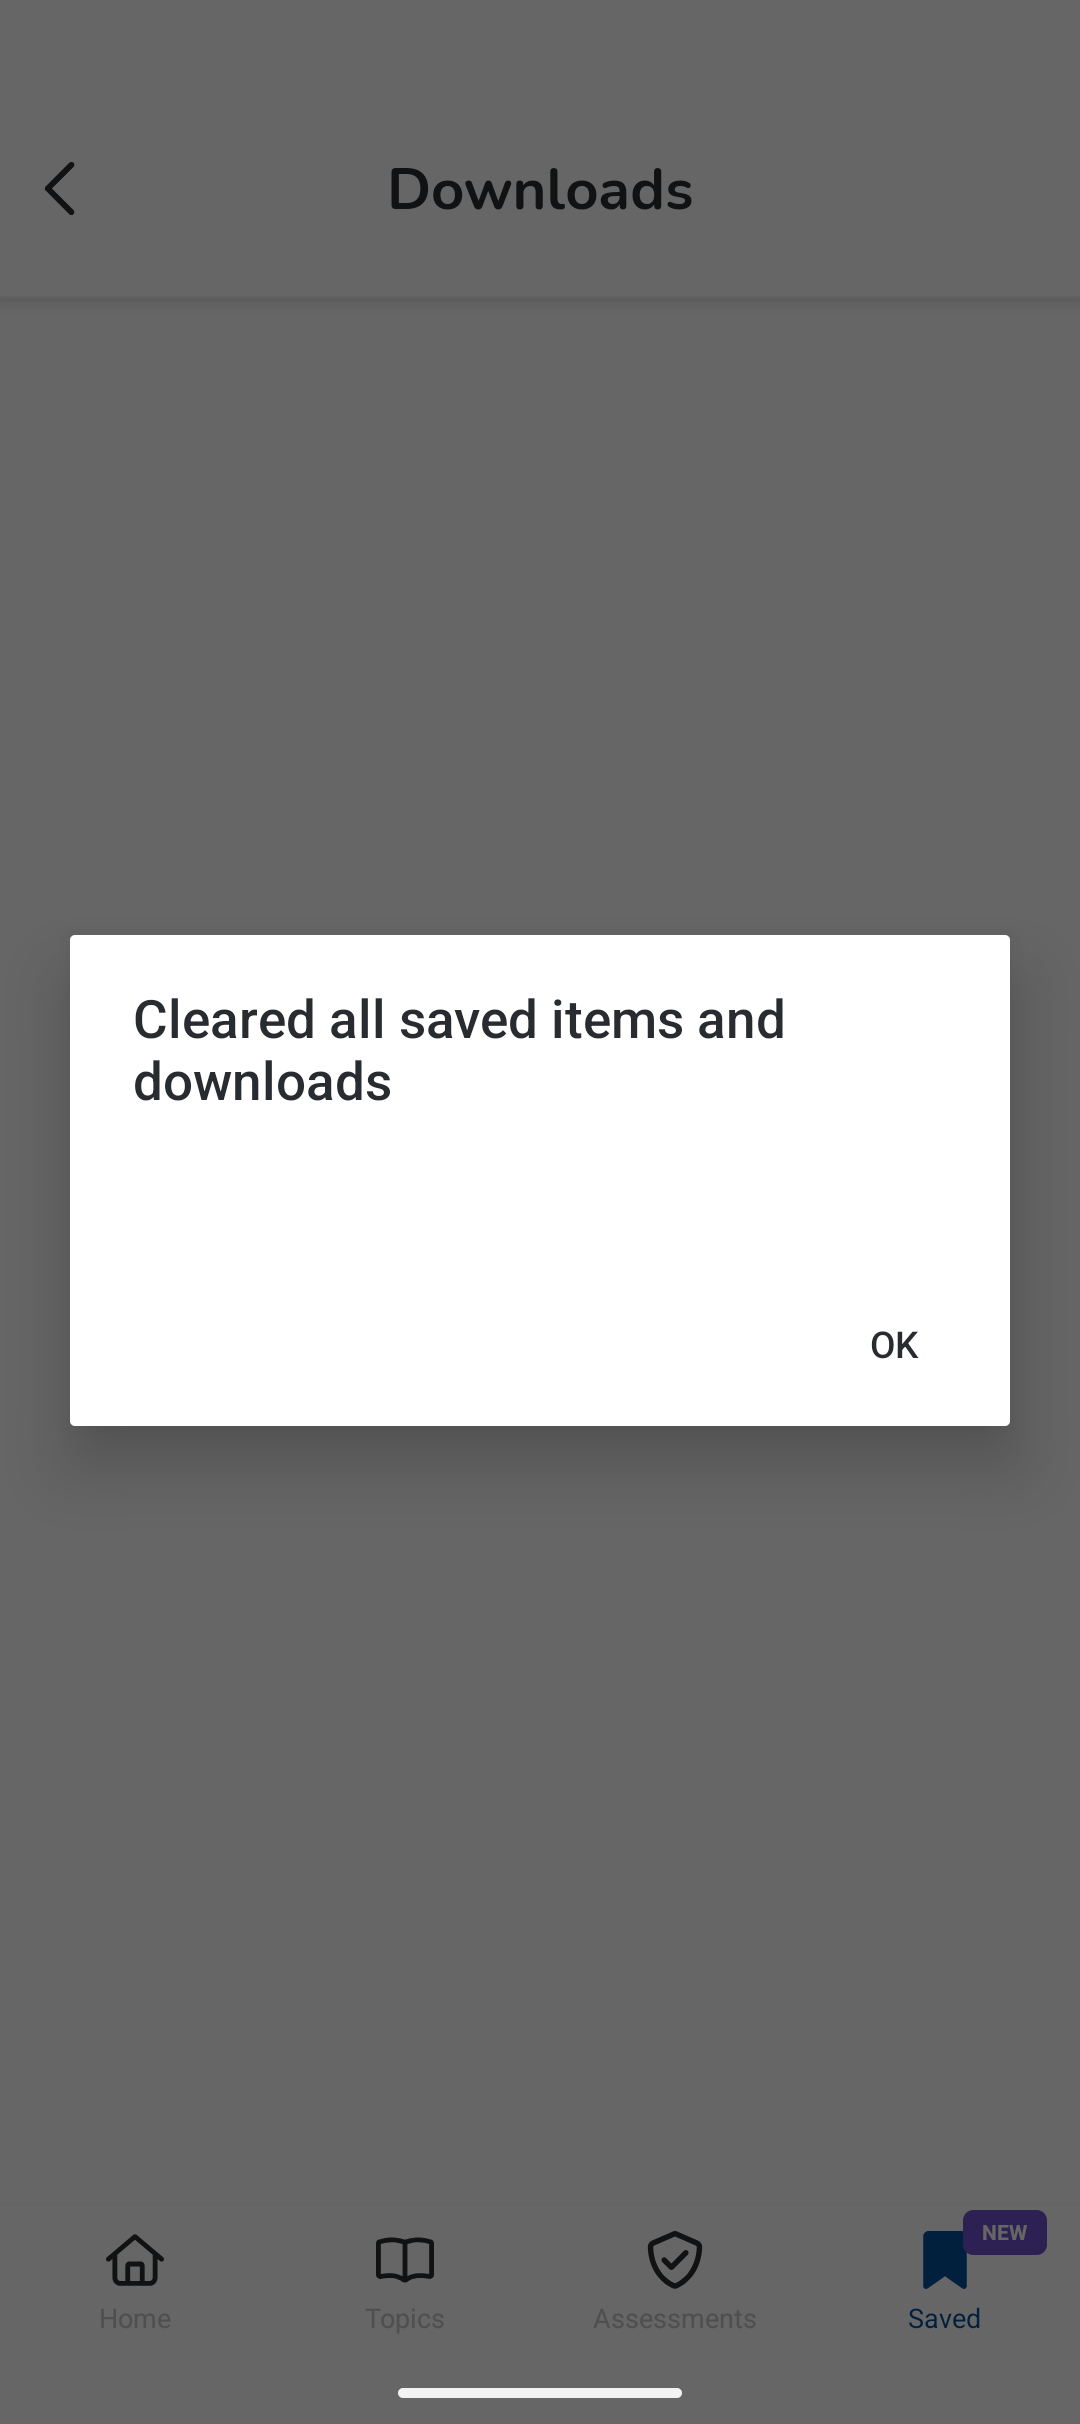 Downloads
Cleared all saved items and
downloads
OK
NEW
Home
Topics
Assessments
Saved